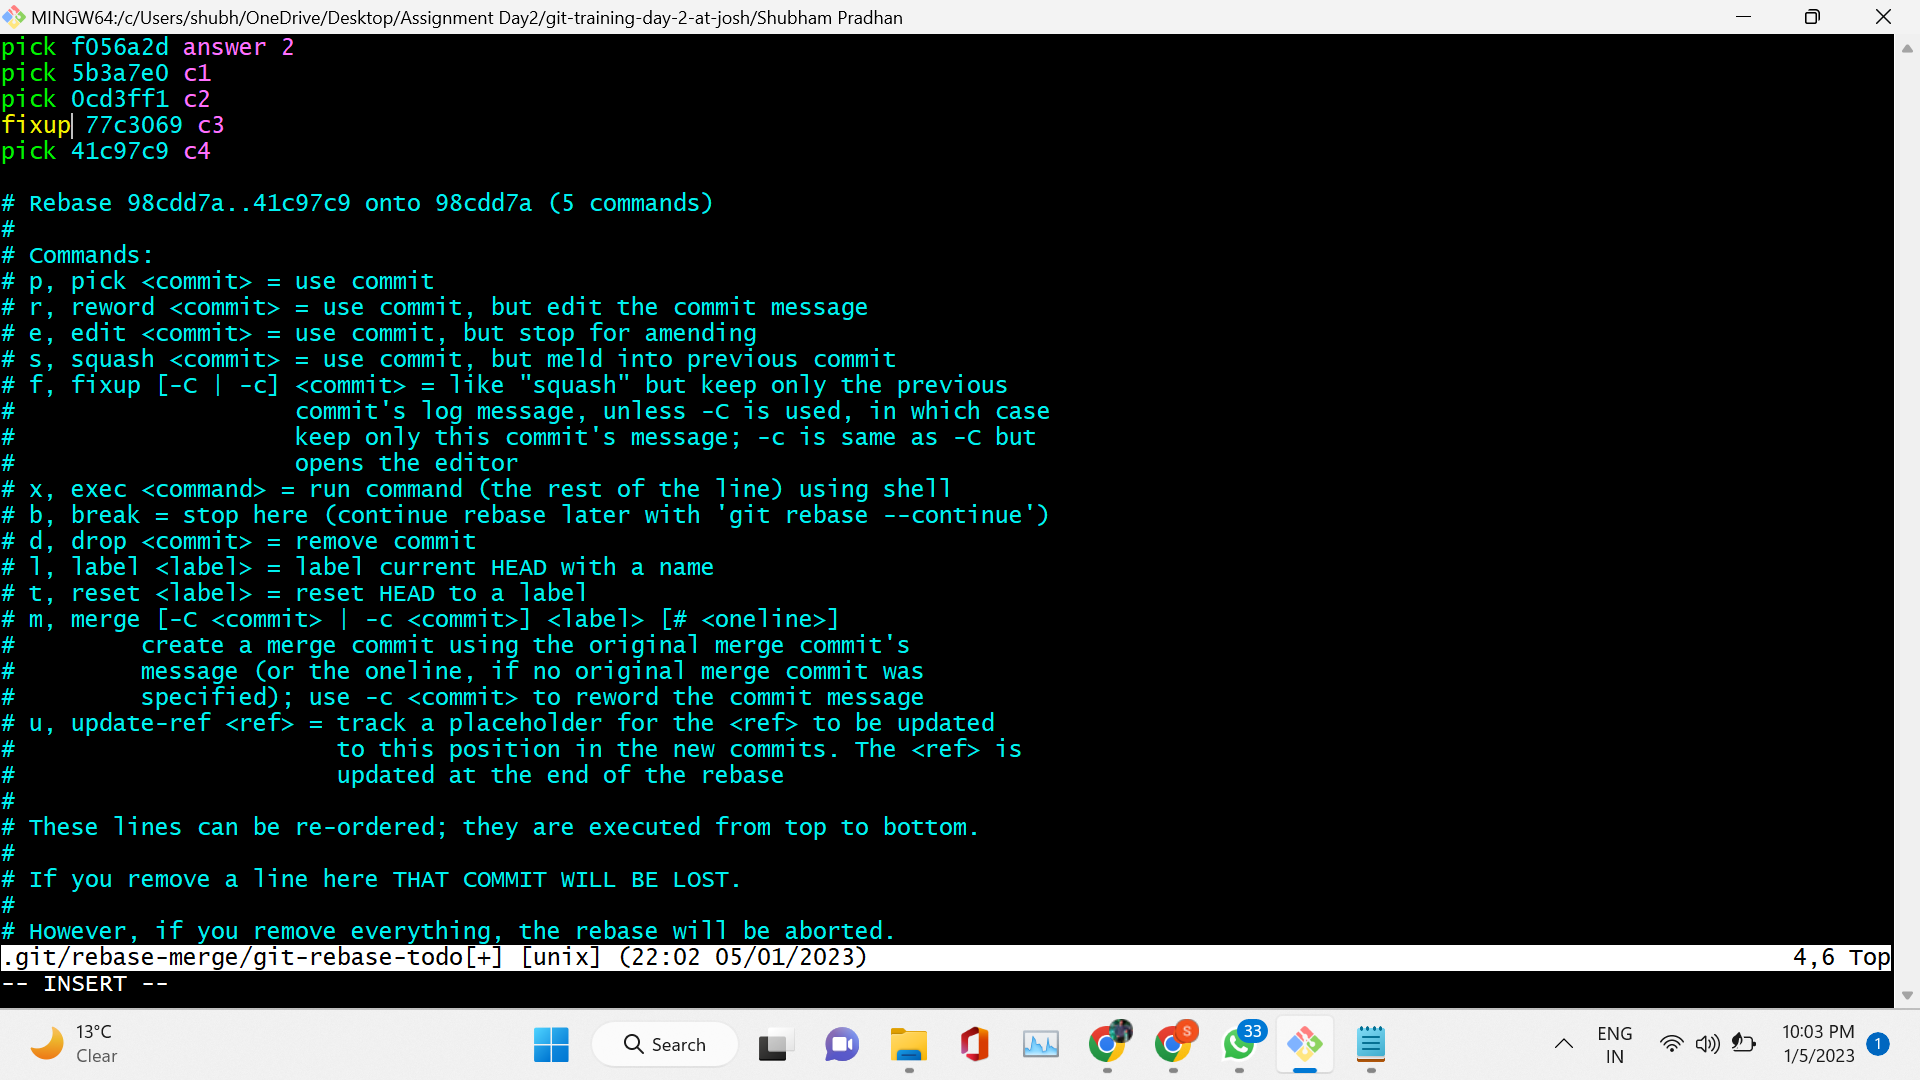 MINGW64:/c/Users/shubh/OneDrive/Desktop/Assignment Day2/git-training-day-2-at-josh/Shubham Pradhan
pick f056a2d answer 2
pick 5b3a7e0 c1
pick 0cd3ff1 c2
fixup 77c3069 c3
pick 41c97c9 c4
# Rebase 98cdd7a..41c97c9 onto 98cdd7a (5 commands)
#
# Commands:
# p, pick <commit> = use commit
# r, reword <commit> = use commit, but edit the commit message
# e, edit <commit> = use commit, but stop for amending
# s, squash <commit> = use commit, but meld into previous commit
# f, fixup [-C | -c] <commit> = like "squash" but keep only the previous
#                    commit's log message, unless -C is used, in which case
#                    keep only this commit's message; -c is same as -C but
#                    opens the editor
# x, exec <command> = run command (the rest of the line) using shell
# b, break = stop here (continue rebase later with 'git rebase --continue')
# d, drop <commit> = remove commit
# l, label <label> = label current HEAD with a name
# t, reset <label> = reset HEAD to a label
# m, merge [-C <commit> | -c <commit>] <label> [# <oneline>]
#         create a merge commit using the original merge commit's
#         message (or the oneline, if no original merge commit was
#         specified); use -c <commit> to reword the commit message
# u, update-ref <ref> = track a placeholder for the <ref> to be updated
#                       to this position in the new commits. The <ref> is
#                       updated at the end of the rebase
#
# These lines can be re-ordered; they are executed from top to bottom.
#
# If you remove a line here THAT COMMIT WILL BE LOST.
#
# However, if you remove everything, the rebase will be aborted.
.git/rebase-merge/git-rebase-todo[+] [unix] (22:02 05/01/2023) 4,6 Top
-- INSERT --
13°C
Clear
Search
S
33
ENG
IN
10:03 PM
1/5/2023
1